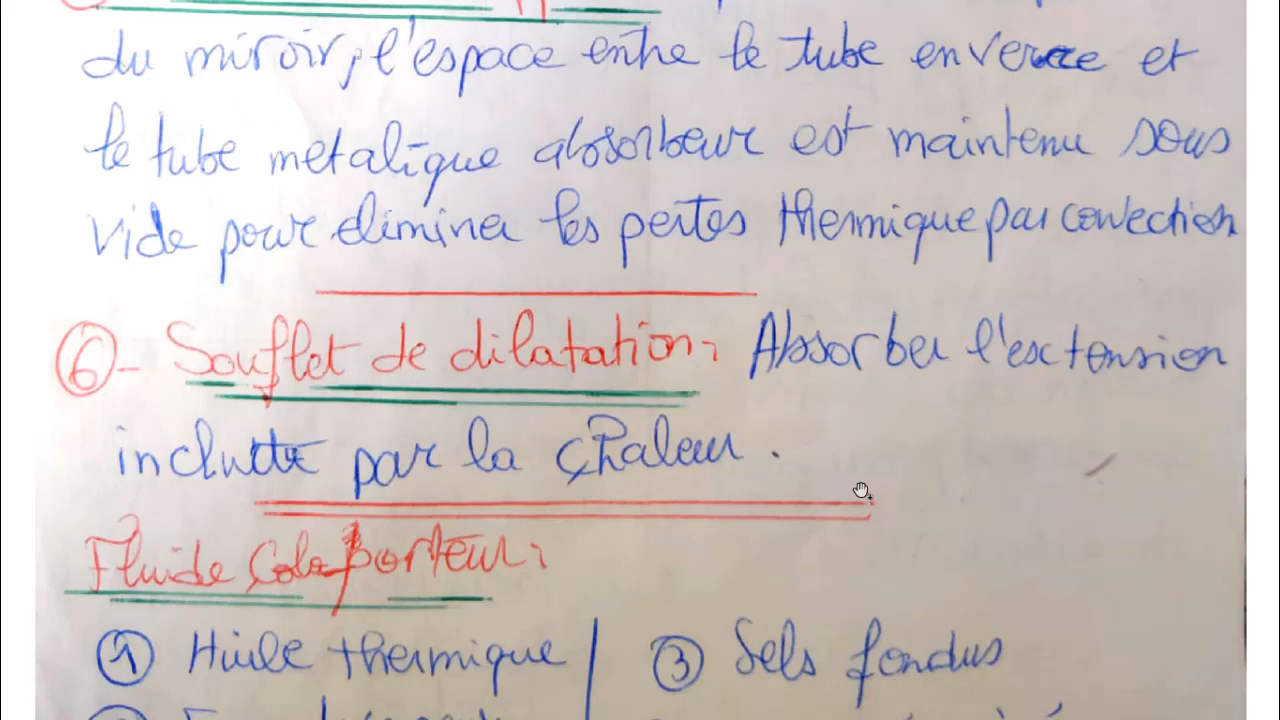 du miroir, l'espace entre le tube en verre et
le tube metalique absorbeur est maintenu sous
vide pour eliminer les pertes thermique par convection
6 - Soufflet de dilatation: Absorber l'extension
par la chaleur.
Fluide Caloporteur:
1 Huile thermique | 3 Sels fondus